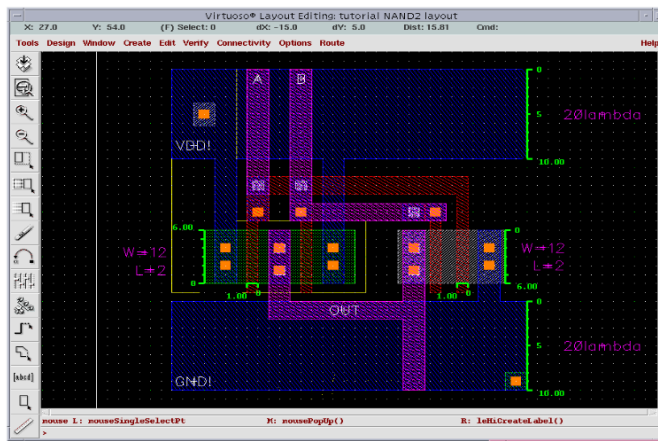 Virtuoso® Layout Editing: tutorial NAND2 layout
X: 27.0 Y: 54.0 (F) Select: 0 dX: -15.0 dY: 5.0 Dist: 15.81 Cmd:
Tools Design Window Create Edit Verify Connectivity Options Route Help
A B 0
5 20lambda
VDD! 10.00
6.00 0
W=12 W=12
L=2 L=2
0 6.00
1.00 0 1.00 0 0
OUT
5 20lambda
[abcd] GND! 10.00
mouse L: mouseSingleSelectPt M: mousePopUp() R: leHiCreateLabel()
>